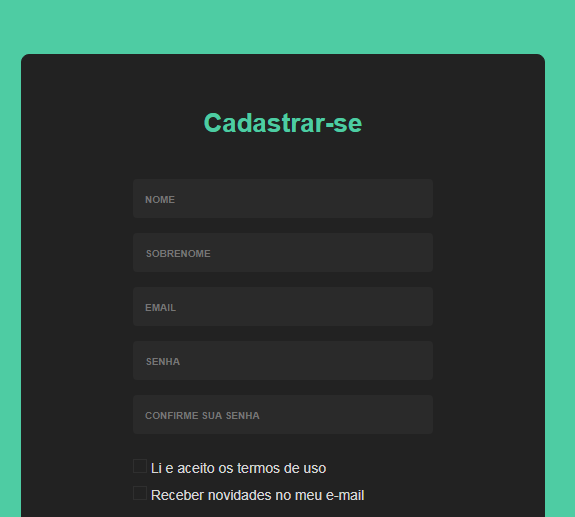 Cadastrar-se
NOME
SOBRENOME
EMAIL
SENHA
CONFIRME SUA SENHA
Li e aceito os termos de uso
Receber novidades no meu e-mail